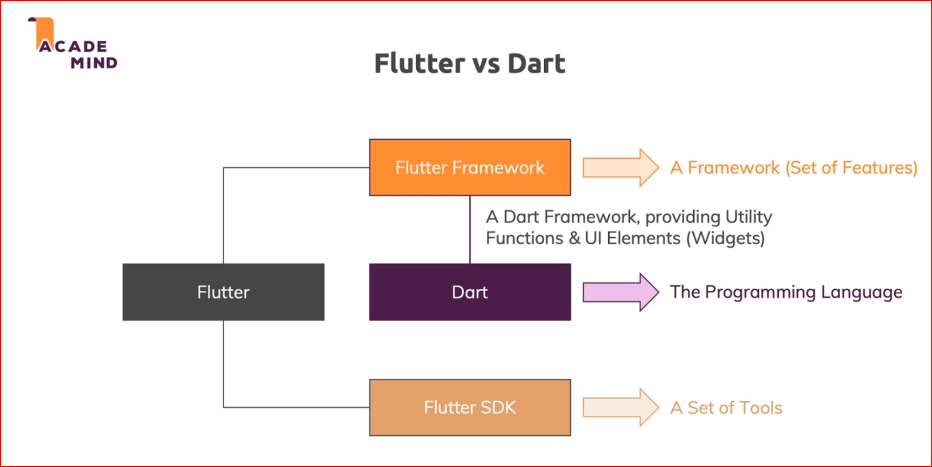 ACADE
MIND
Flutter vs Dart
Flutter Framework
A Framework (Set of Features)
A Dart Framework, providing Utility
Functions & UI Elements (Widgets)
Flutter
Dart
The Programming Language
Flutter SDK
A Set of Tools